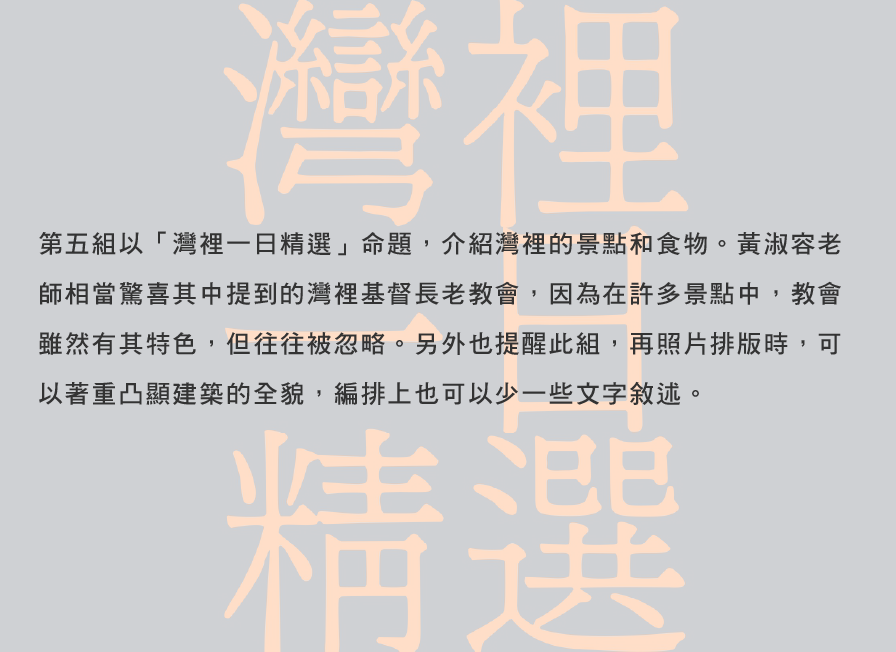 灣裡
一日
精選
第五組以「灣裡一日精選」命題，介紹灣裡的景點和食物。黃淑容老
師相當驚喜其中提到的灣裡基督長老教會，因為在許多景點中，教會
雖然有其特色，但往往被忽略。另外也提醒此組，再照片排版時，可
以著重凸顯建築的全貌，編排上也可以少一些文字敘述。